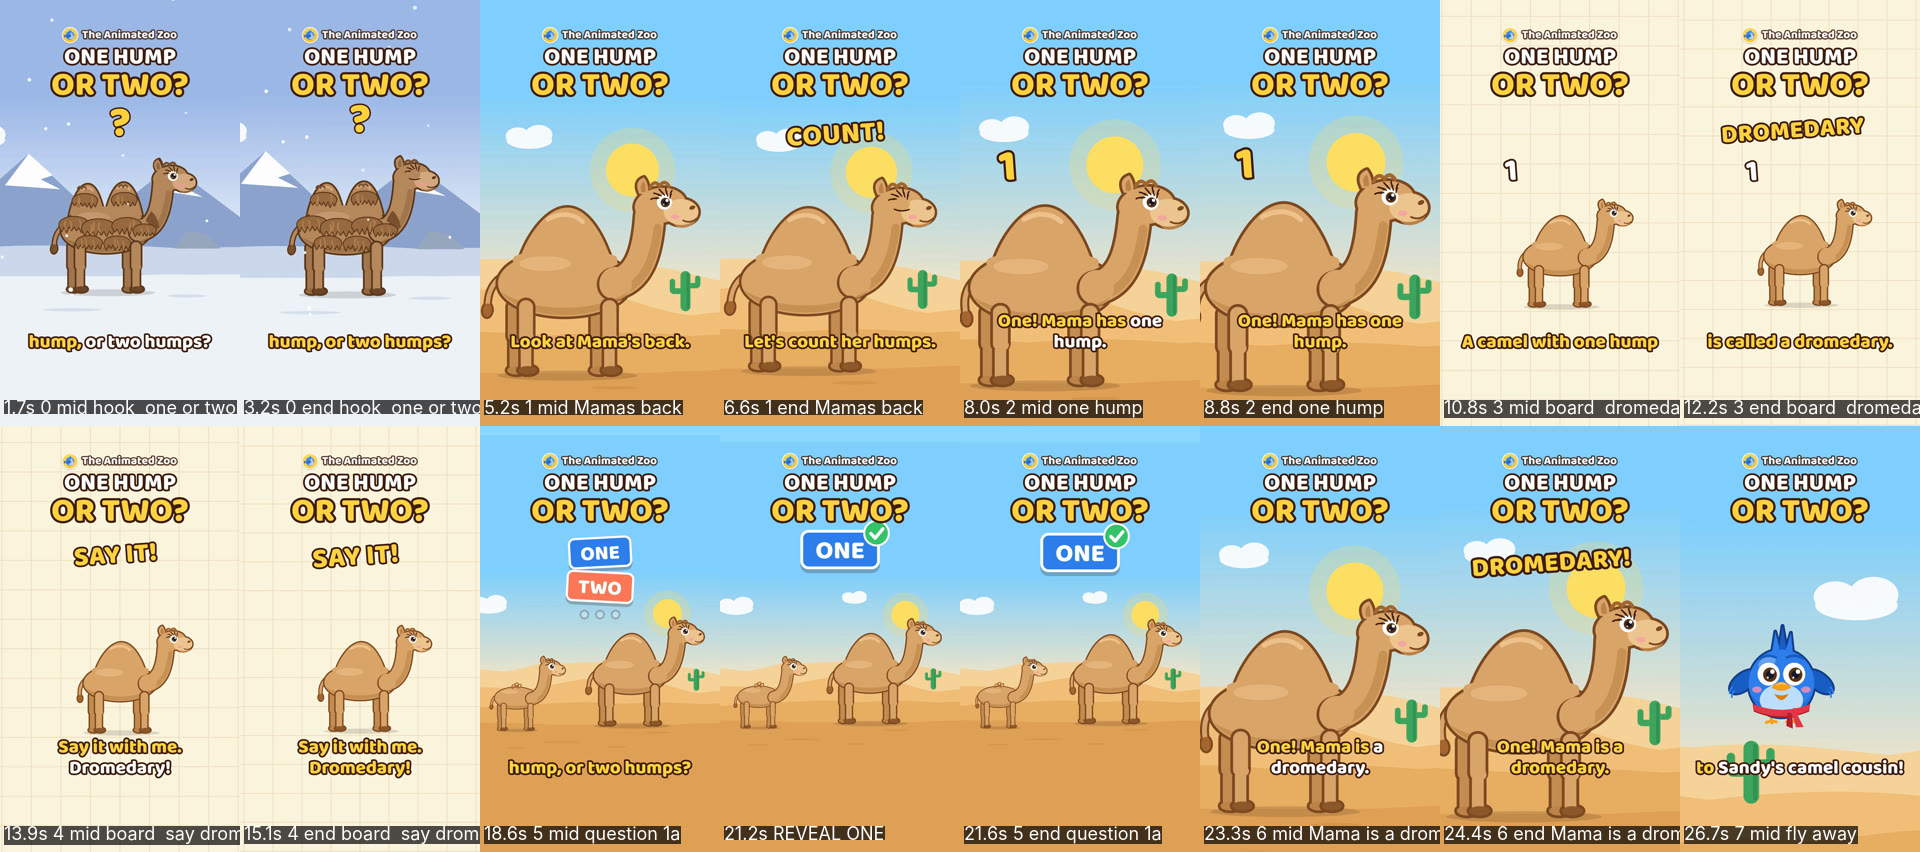 The Animated Zoo
ONE HUMP
OR TWO?
?
hump, or two humps?
1.7s 0 mid hook one or two
The Animated Zoo
ONE HUMP
OR TWO?
?
hump, or two humps?
3.2s 0 end hook one or two
The Animated Zoo
ONE HUMP
OR TWO?
Look at Mama's back.
5.2s 1 mid Mamas back
The Animated Zoo
ONE HUMP
OR TWO?
COUNT!
Let's count her humps.
6.6s 1 end Mamas back
The Animated Zoo
ONE HUMP
OR TWO?
1
One! Mama has one
hump.
8.0s 2 mid one hump
The Animated Zoo
ONE HUMP
OR TWO?
1
One! Mama has one
hump.
8.8s 2 end one hump
The Animated Zoo
ONE HUMP
OR TWO?
1
A camel with one hump
10.8s 3 mid board dromeda
The Animated Zoo
ONE HUMP
OR TWO?
DROMEDARY
1
is called a dromedary.
12.2s 3 end board dromeda
The Animated Zoo
ONE HUMP
OR TWO?
SAY IT!
Say it with me.
Dromedary!
13.9s 4 mid board say drom
The Animated Zoo
ONE HUMP
OR TWO?
SAY IT!
Say it with me.
Dromedary!
15.1s 4 end board say drom
The Animated Zoo
ONE HUMP
OR TWO?
ONE
TWO
hump, or two humps?
18.6s 5 mid question 1a
The Animated Zoo
ONE HUMP
OR TWO?
ONE
21.2s REVEAL ONE
The Animated Zoo
ONE HUMP
OR TWO?
ONE
21.6s 5 end question 1a
The Animated Zoo
ONE HUMP
OR TWO?
One! Mama is a
dromedary.
23.3s 6 mid Mama is a drom
The Animated Zoo
ONE HUMP
OR TWO?
DROMEDARY!
One! Mama is a
dromedary.
24.4s 6 end Mama is a drom
The Animated Zoo
ONE HUMP
OR TWO?
to Sandy's camel cousin!
26.7s 7 mid fly away